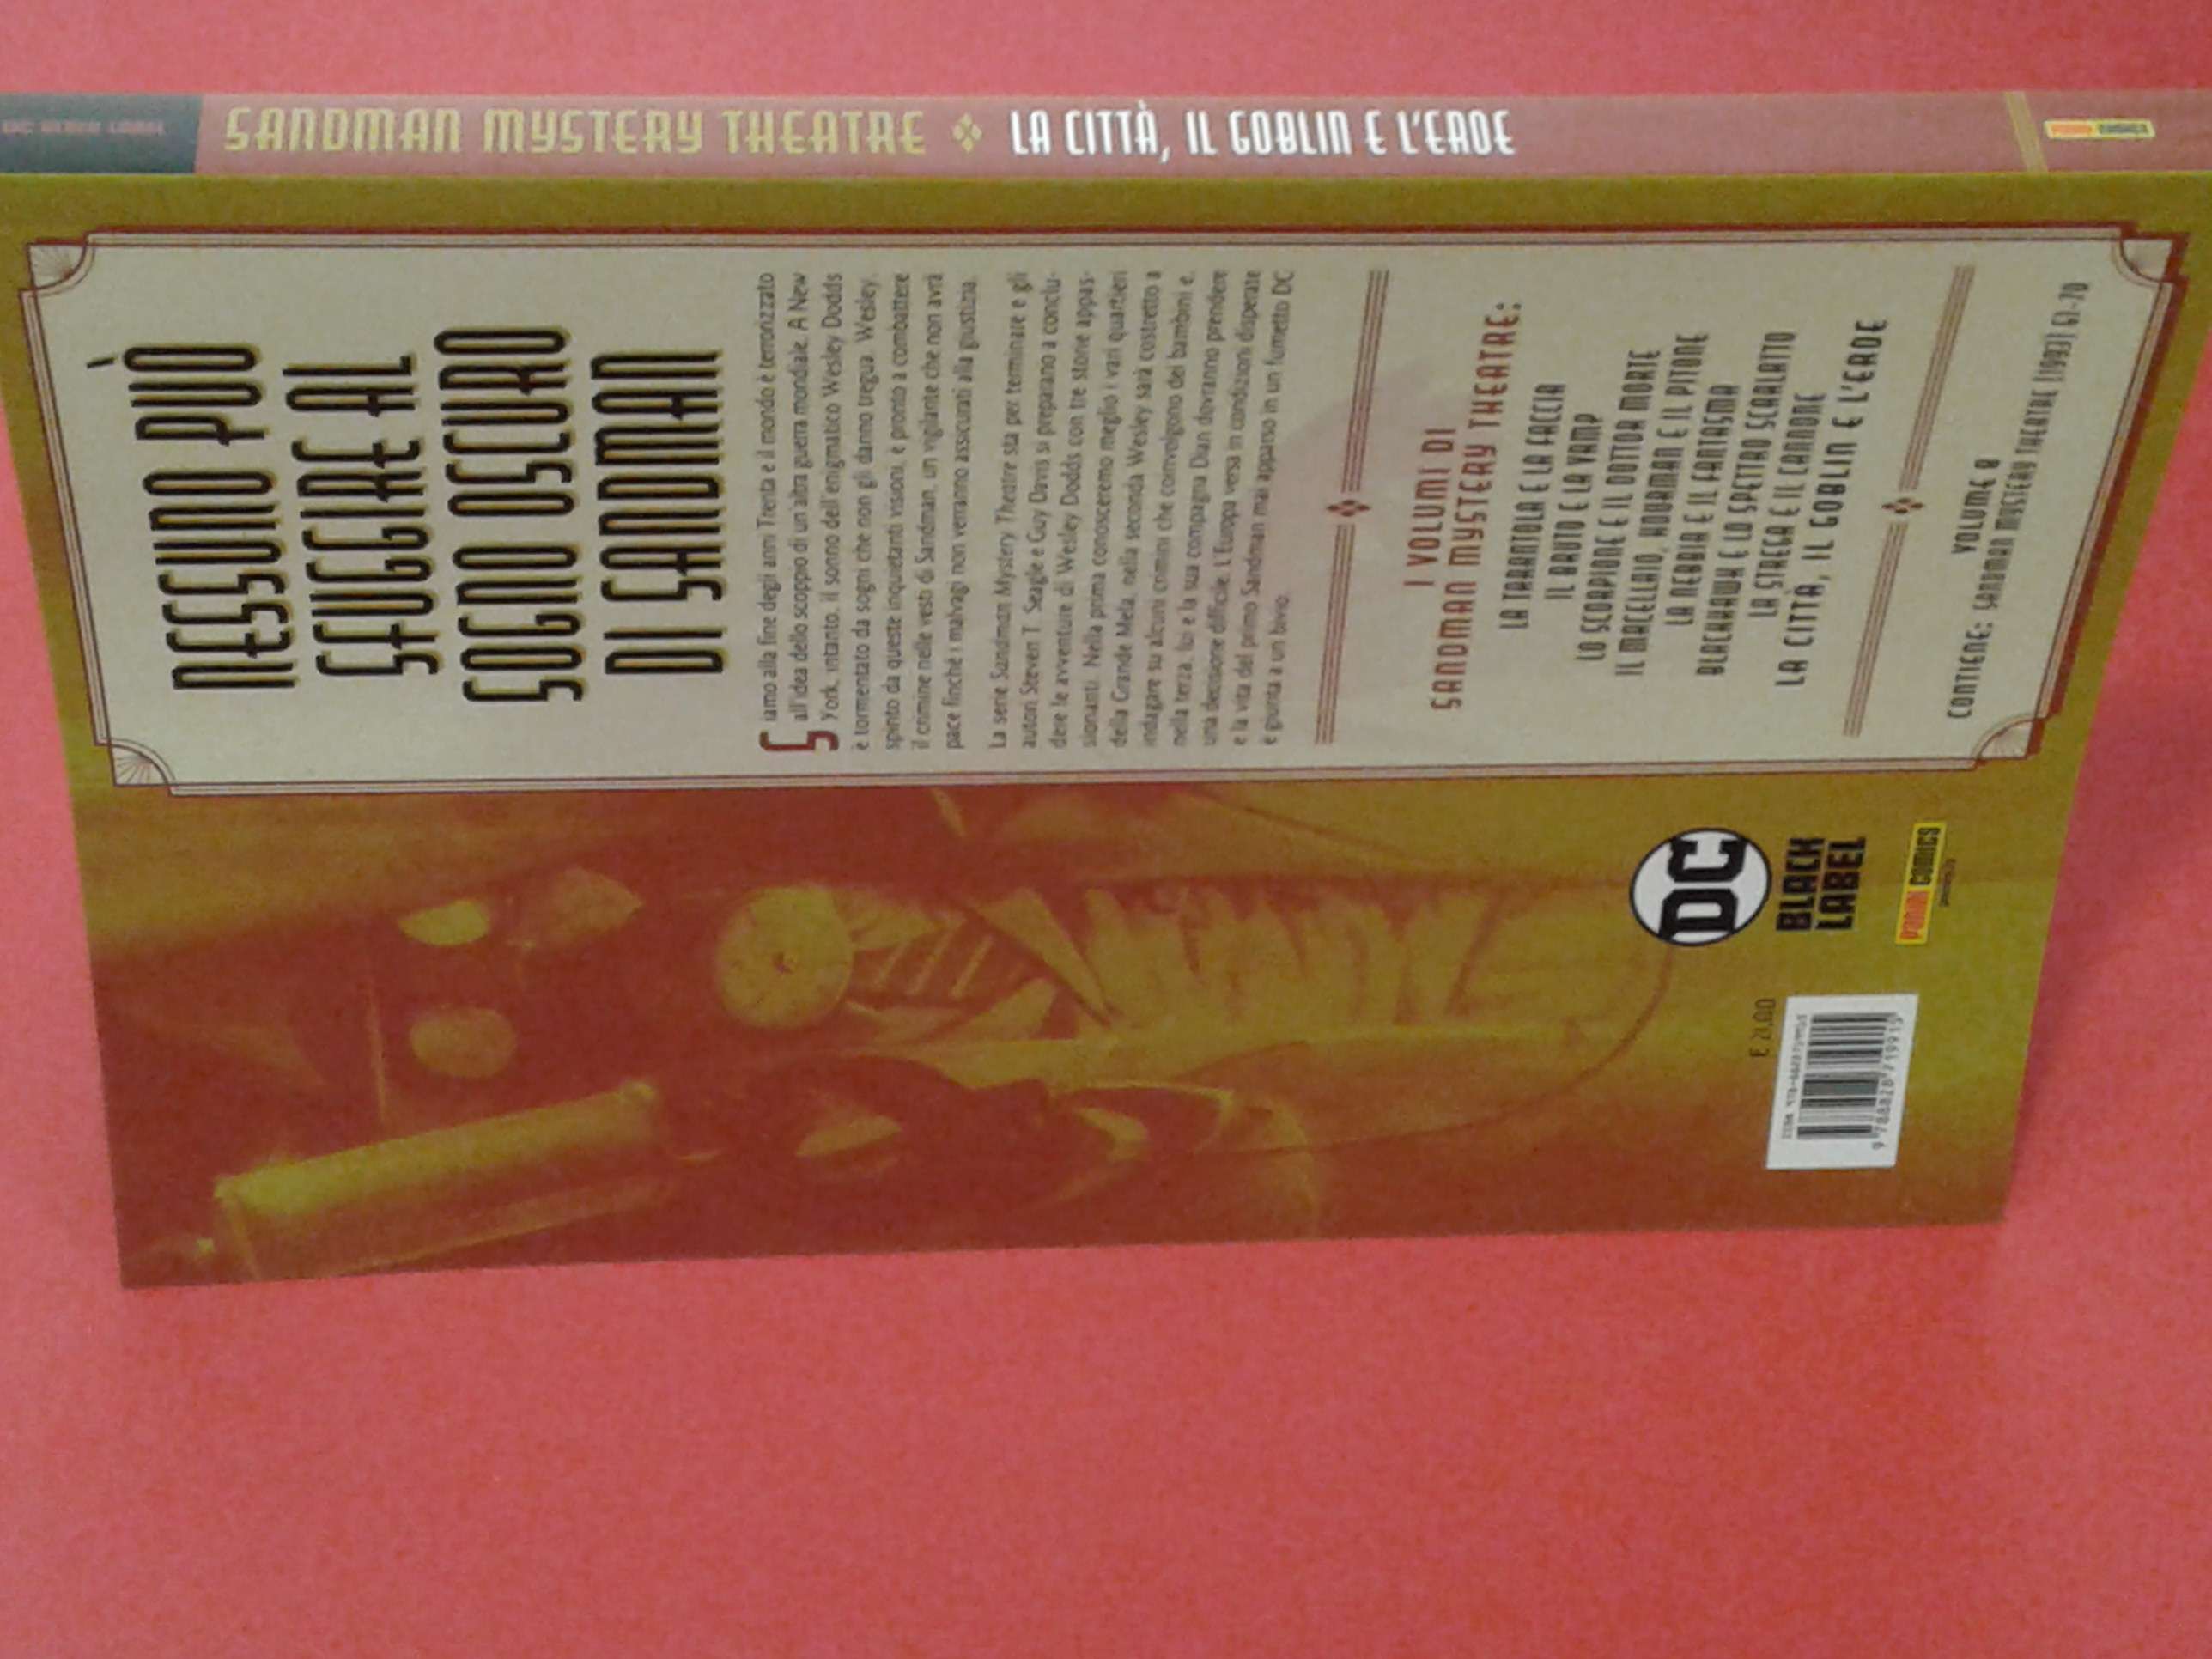 DC BLACK LABEL
SANDMAN MYSTERY THEATRE LA CITTÀ, IL GOBLIN E L'EROE
PANINI COMICS
NESSUNO PUÒ
SFUGGIRE AL
SOGNO OSCURO
DI SANDMAN
Siamo alla fine degli anni Trenta e il mondo è terrorizzato
all'idea dello scoppio di un'altra guerra mondiale. A New
York, intanto, il sonno dell'enigmatico Wesley Dodds
è tormentato da sogni che non gli danno tregua. Wesley,
spinto da queste inquietanti visioni, è pronto a combattere
il crimine nelle vesti di Sandman, un vigilante che non avrà
pace finché i malvagi non verranno assicurati alla giustizia.
La serie Sandman Mystery Theatre sta per terminare e gli
autori Steven T. Seagle e Guy Davis si preparano a conclu-
dere le avventure di Wesley Dodds con tre storie appas-
sionanti. Nella prima conosceremo meglio i vari quartieri
della Grande Mela, nella seconda Wesley sarà costretto a
indagare su alcuni crimini che coinvolgono dei bambini e,
nella terza, lui e la sua compagna Dian dovranno prendere
una decisione difficile. L'Europa versa in condizioni disperate
e la vita del primo Sandman mai apparso in un fumetto DC
è giunta a un bivio.
I VOLUMI DI
SANDMAN MYSTERY THEATRE:
LA TARANTOLA E LA FACCIA
IL BRUTO E LA VAMP
LO SCORPIONE E IL DOTTOR MORTE
IL MACELLAIO, HOURMAN E IL PITONE
LA NEBBIA E IL FANTASMA
BLACKHAWK E LO SPETTRO SCARLATTO
LA STREGA E IL CANNONE
LA CITTÀ, IL GOBLIN E L'EROE
VOLUME 8
CONTIENE: SANDMAN MYSTERY THEATRE (1993) 61-70
DC
BLACK
LABEL
PANINI COMICS
€ 21,00
9 788828 719915